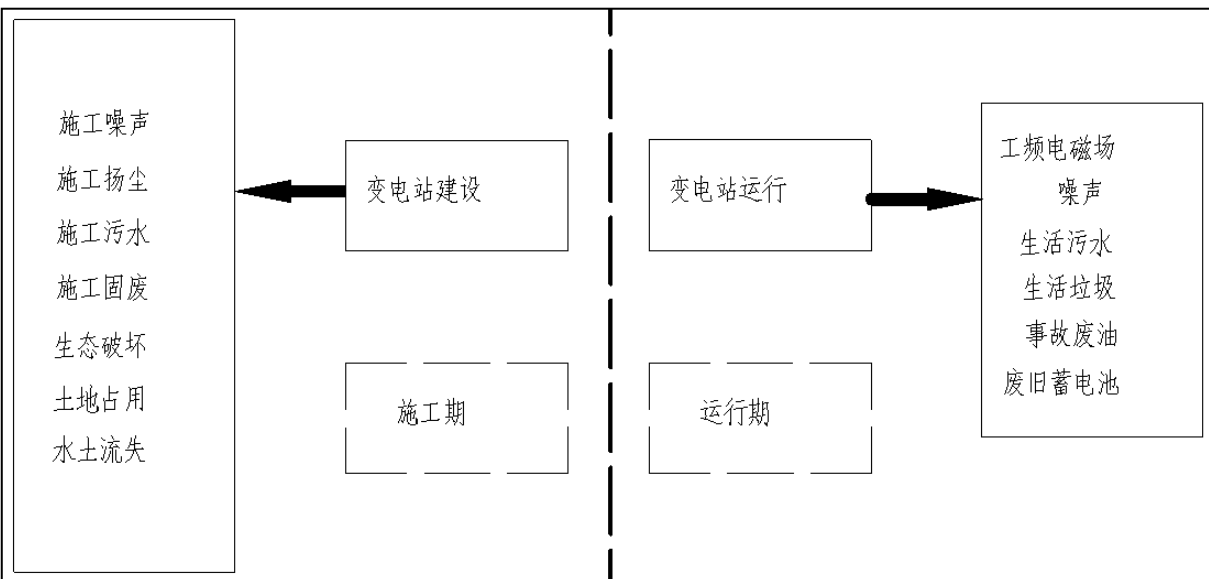 施工噪声
施工扬尘
施工污水
施工固废
生态破坏
土地占用
水土流失
变电站建设
施工期
变电站运行
运行期
工频电磁场
噪声
生活污水
生活垃圾
事故废油
废旧蓄电池